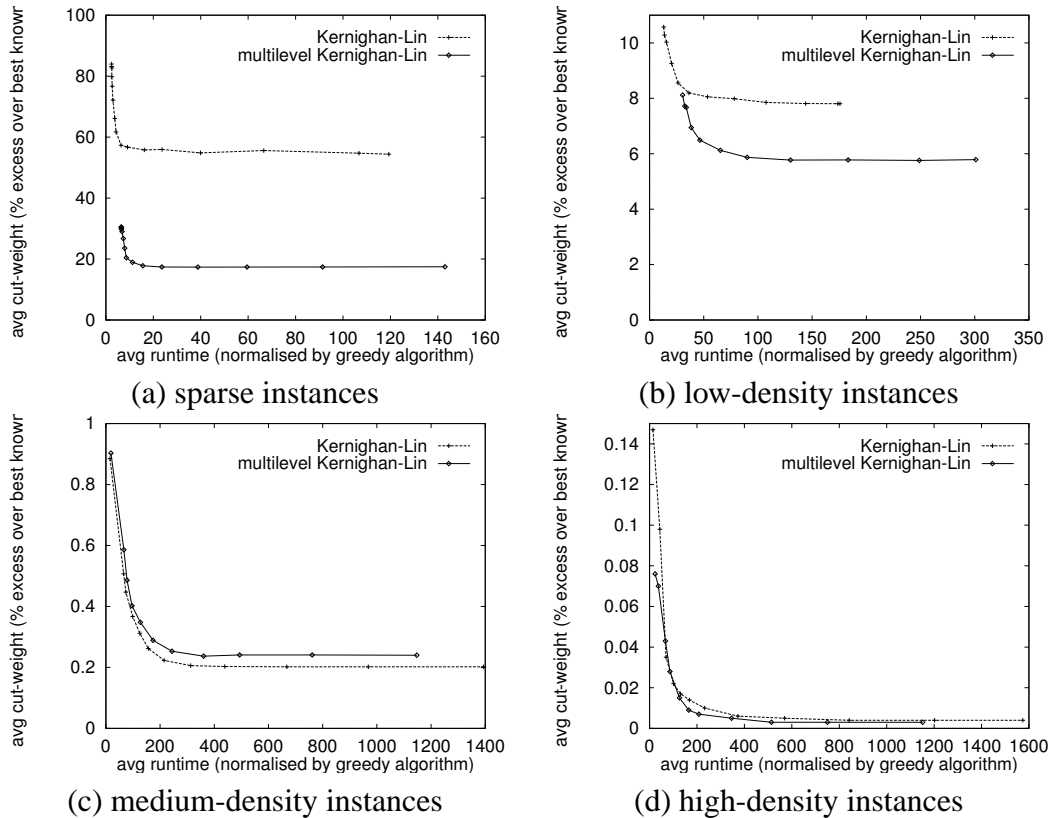 avg cut-weight (% excess over best known
100
80
60
40
20
0
0 20 40 60 80 100 120 140 160
avg runtime (normalised by greedy algorithm)
Kernighan-Lin
multilevel Kernighan-Lin
(a) sparse instances
avg cut-weight (% excess over best known
10
8
6
4
2
0
0 50 100 150 200 250 300 350
avg runtime (normalised by greedy algorithm)
Kernighan-Lin
multilevel Kernighan-Lin
(b) low-density instances
avg cut-weight (% excess over best known
1
0.8
0.6
0.4
0.2
0
0 200 400 600 800 1000 1200 1400
avg runtime (normalised by greedy algorithm)
Kernighan-Lin
multilevel Kernighan-Lin
(c) medium-density instances
avg cut-weight (% excess over best known
0.14
0.12
0.1
0.08
0.06
0.04
0.02
0
0 200 400 600 800 1000 1200 1400 1600
avg runtime (normalised by greedy algorithm)
Kernighan-Lin
multilevel Kernighan-Lin
(d) high-density instances